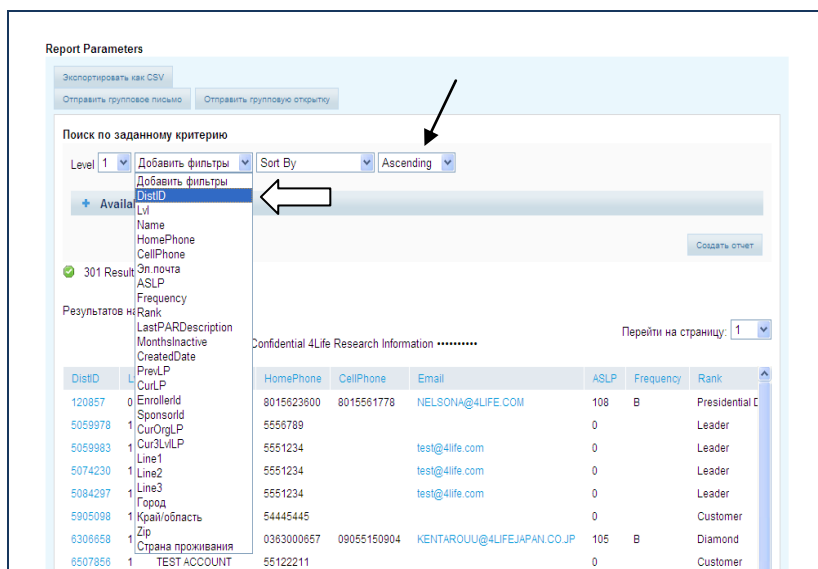 Report Parameters
Экспортировать как CSV
Отправить групповое письмо Отправить групповую открытку
Поиск по заданному критерию
Level 1 Добавить фильтры Sort By Ascending
Добавить фильтры
DistID
Lvl
Name
HomePhone
CellPhone
Эл.почта
ASLP
Frequency
Rank
LastPARDescription
MonthsInactive
CreatedDate
PrevLP
CurLP
EnrollerId
SponsorId
CurOrgLP
Cur3LvlLP
Line1
Line2
Line3
Город
Край/область
Zip
Страна проживания
+ Availa
Создать отчет
301 Result
Результатов на
Перейти на страницу: 1
Confidential 4Life Research Information ••••••••••
DistID L HomePhone CellPhone Email ASLP Frequency Rank
120857 0 8015623600 8015561778 NELSONA@4LIFE.COM 108 B Presidential D
5059978 1 5556789 0 Leader
5059983 1 5551234 test@4life.com 0 Leader
5074230 1 5551234 test@4life.com 0 Leader
5084297 1 5551234 test@4life.com 0 Leader
5905098 1 54445445 0 Customer
6306658 1 0363000657 09055150904 KENTAROUU@4LIFEJAPAN.CO.JP 105 B Diamond
6507856 1 TEST ACCOUNT 55122211 0 Customer